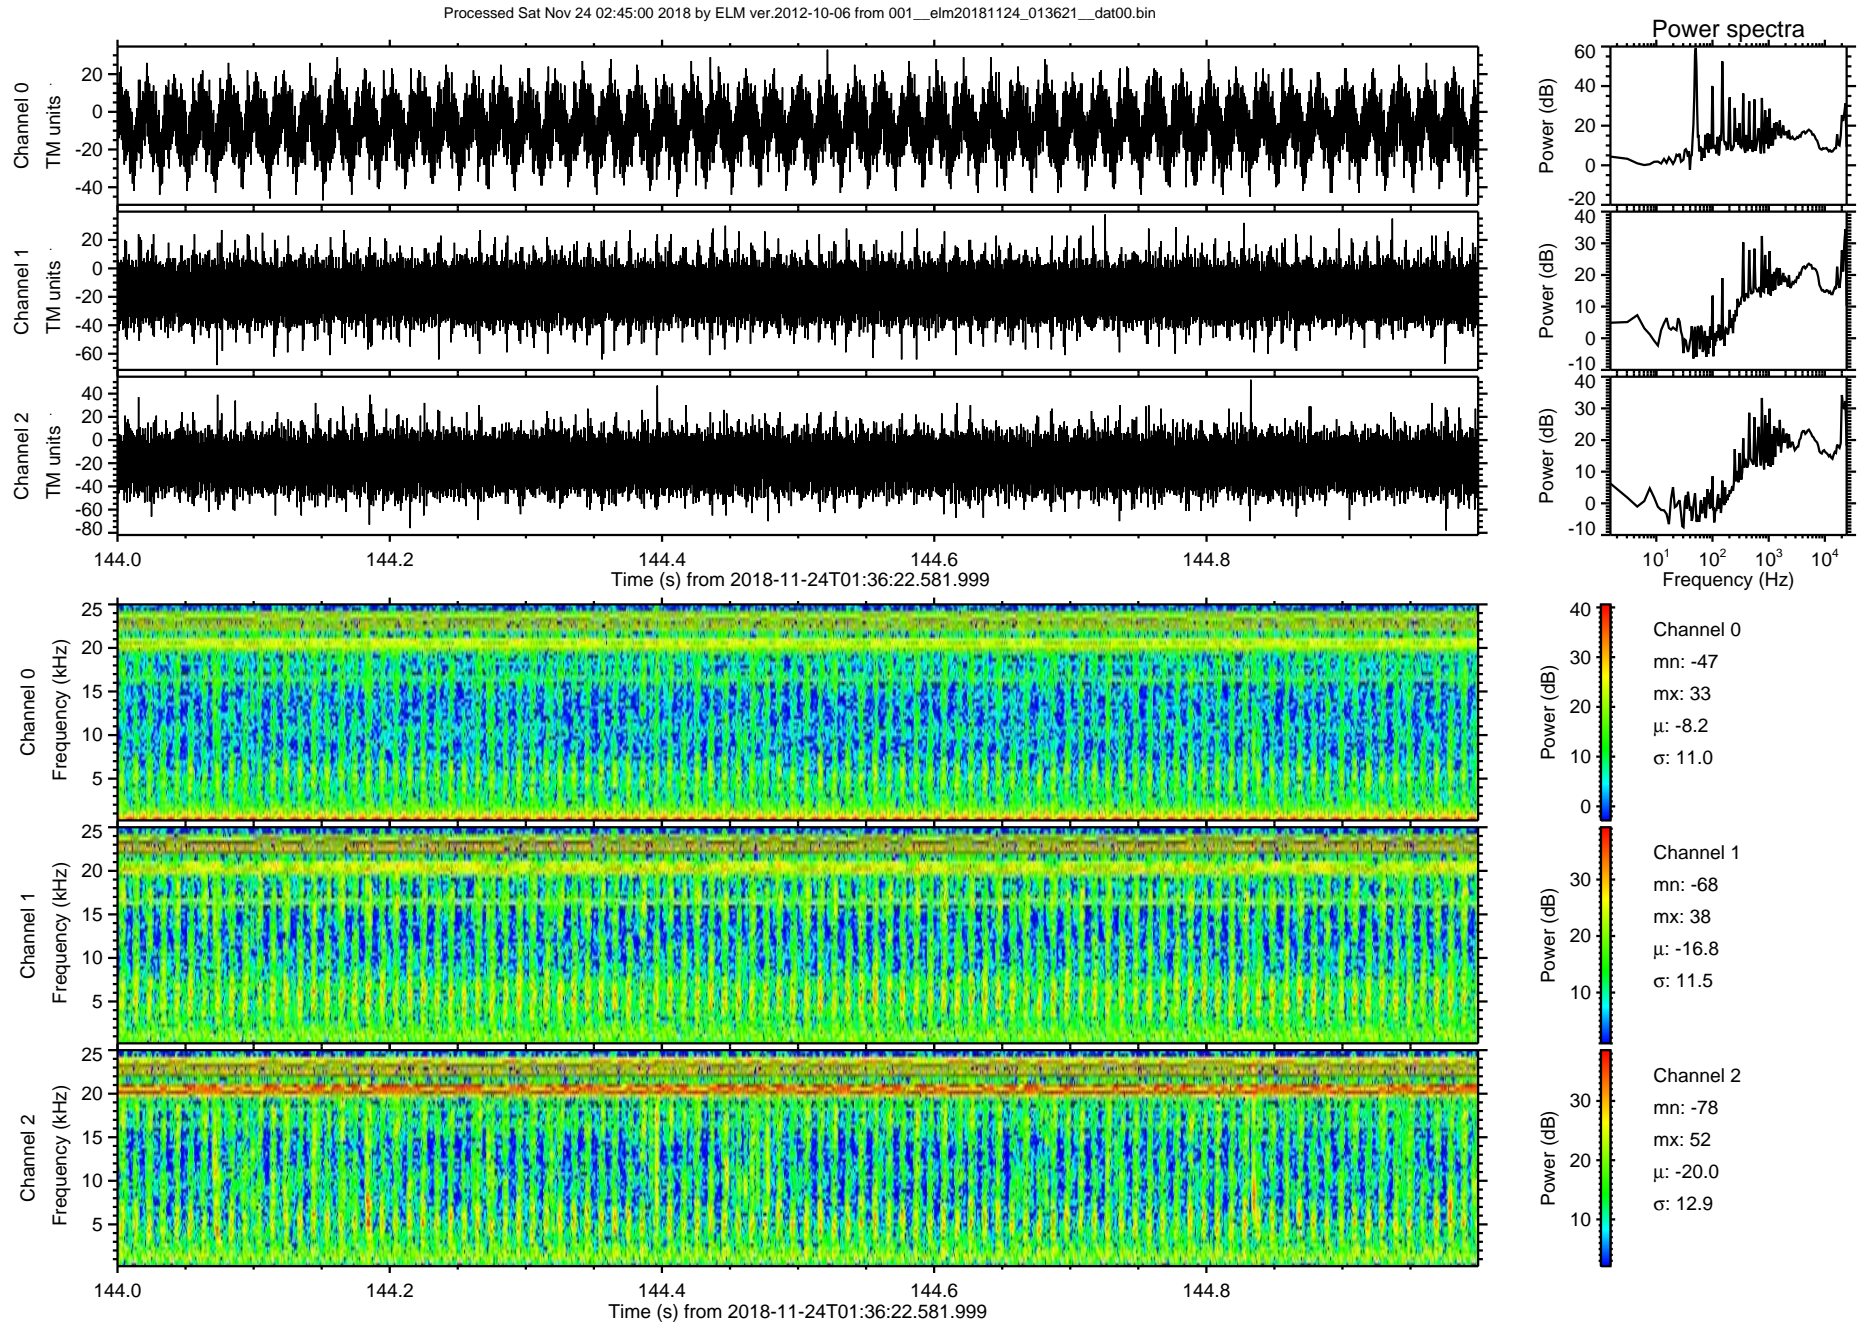 Processed Sat Nov 24 02:45:00 2018 by ELM ver.2012-10-06 from 001__elm20181124_013621__dat00.bin
Power spectra
Channel 0
TM units
20
0
-20
-40
Power (dB)
60
40
20
0
-20
Channel 1
TM units
20
0
-20
-40
-60
Power (dB)
40
30
20
10
0
-10
Channel 2
TM units
40
20
0
-20
-40
-60
-80
Power (dB)
40
30
20
10
0
-10
144.0 144.2 144.4 144.6 144.8
Time (s) from 2018-11-24T01:36:22.581.999
10¹ 10² 10³ 10⁴
Frequency (Hz)
Channel 0
Frequency (kHz)
25
20
15
10
5
Power (dB)
40
30
20
10
0
Channel 0
mn: -47
mx: 33
µ: -8.2
σ: 11.0
Channel 1
Frequency (kHz)
25
20
15
10
5
Power (dB)
30
20
10
Channel 1
mn: -68
mx: 38
µ: -16.8
σ: 11.5
Channel 2
Frequency (kHz)
25
20
15
10
5
Power (dB)
30
20
10
Channel 2
mn: -78
mx: 52
µ: -20.0
σ: 12.9
144.0 144.2 144.4 144.6 144.8
Time (s) from 2018-11-24T01:36:22.581.999